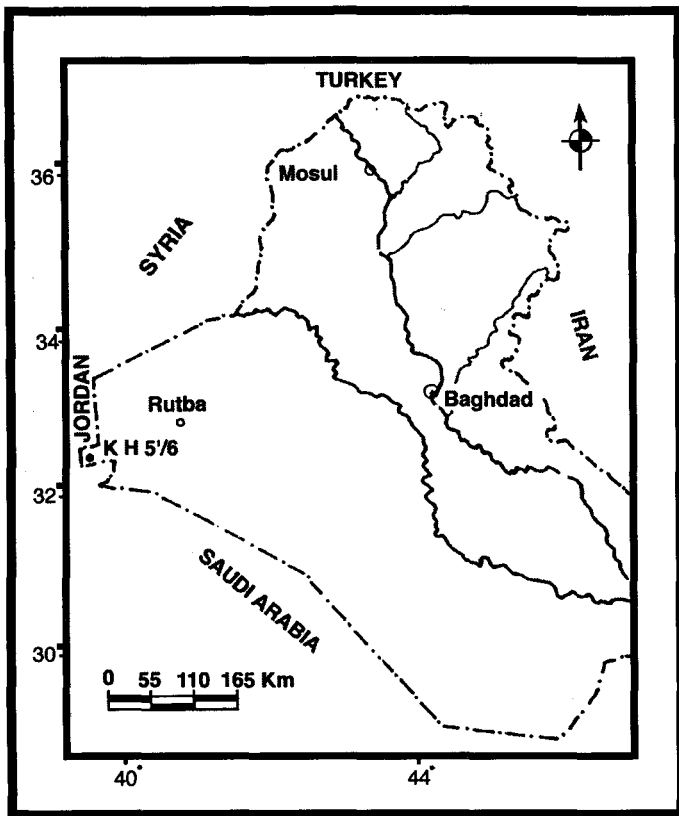 TURKEY
36
Mosul
SYRIA
34
IRAN
JORDAN
Rutba
Baghdad
K H 5'/6
32
SAUDI ARABIA
30
0 55 110 165 Km
40°
44°